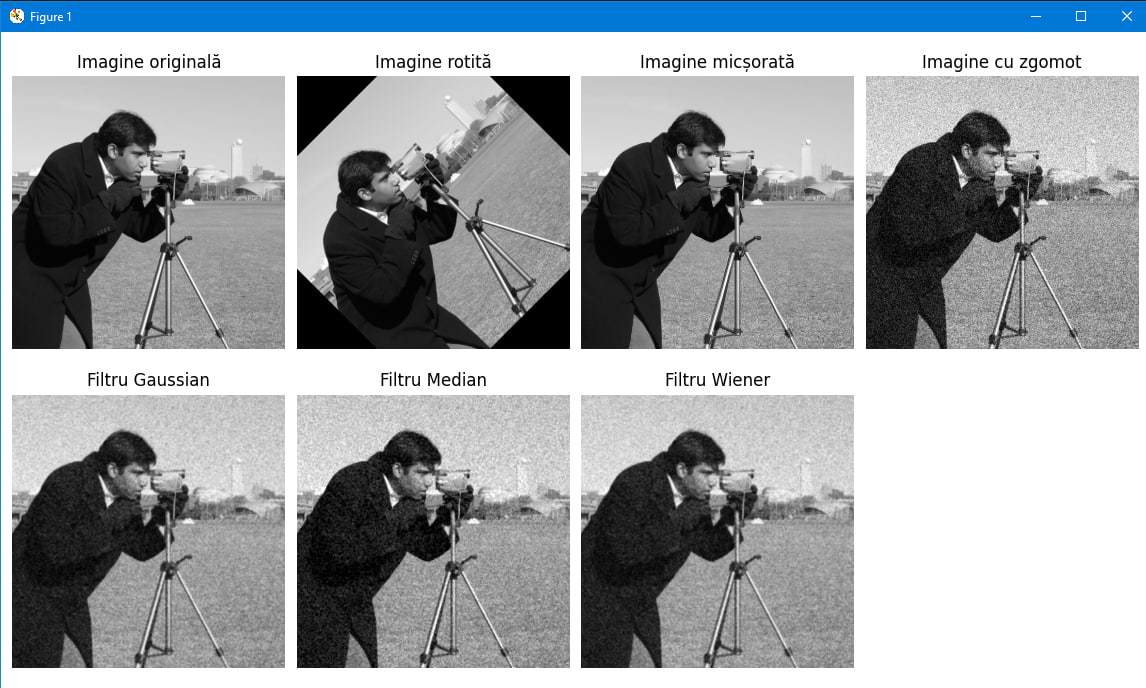 Figure 1
Imagine originală
Imagine rotită
Imagine micșorată
Imagine cu zgomot
Filtru Gaussian
Filtru Median
Filtru Wiener